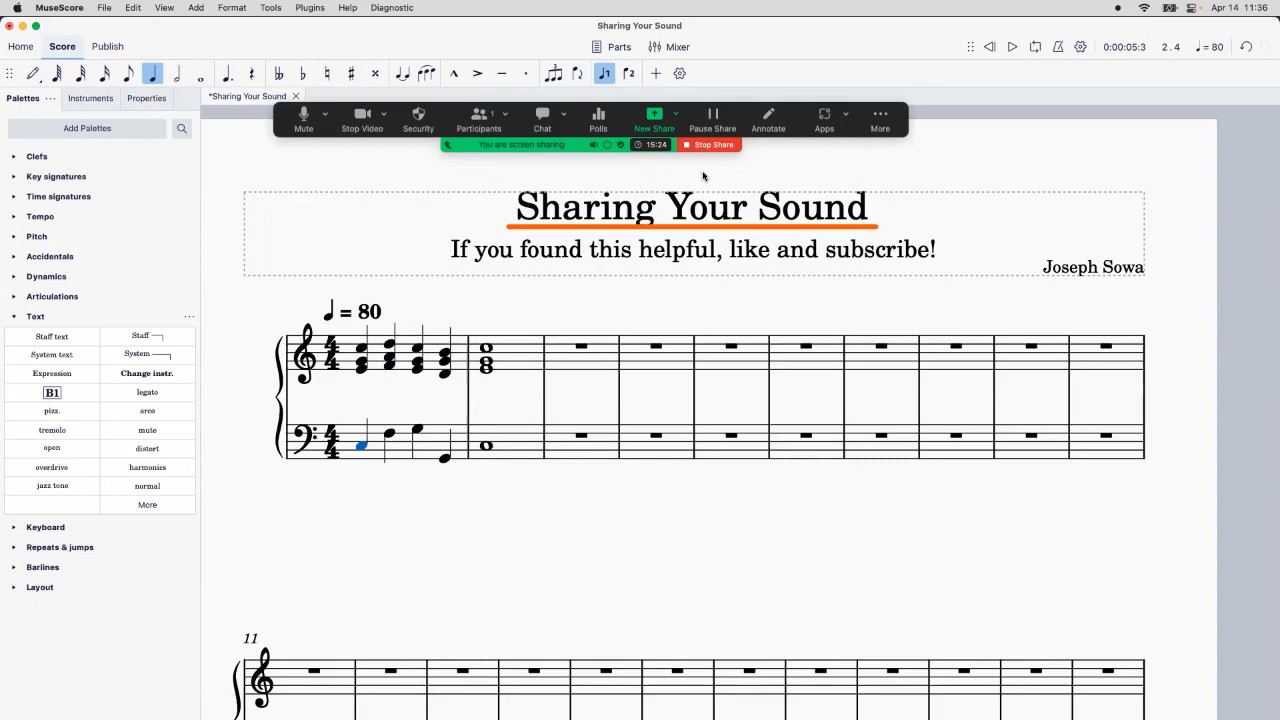 MuseScore File Edit View Add Format Tools Plugins Help Diagnostic Apr 14 11:36
Sharing Your Sound
Home Score Publish Parts Mixer 0:00:05:3 2 . 4 = 80
Palettes Instruments Properties *Sharing Your Sound
Add Palettes
Mute Stop Video Security Participants 1 Chat Polls New Share Pause Share Annotate Apps More
You are screen sharing 15:24 Stop Share
Clefs
Key signatures
Time signatures
Tempo
Pitch
Accidentals
Dynamics
Articulations
Text
Staff text Staff
System text System
Expression Change instr.
B1 legato
pizz. arco
tremolo mute
open distort
overdrive harmonics
jazz tone normal
More
Keyboard
Repeats & jumps
Barlines
Layout
Sharing Your Sound
If you found this helpful, like and subscribe!
Joseph Sowa
= 80
11